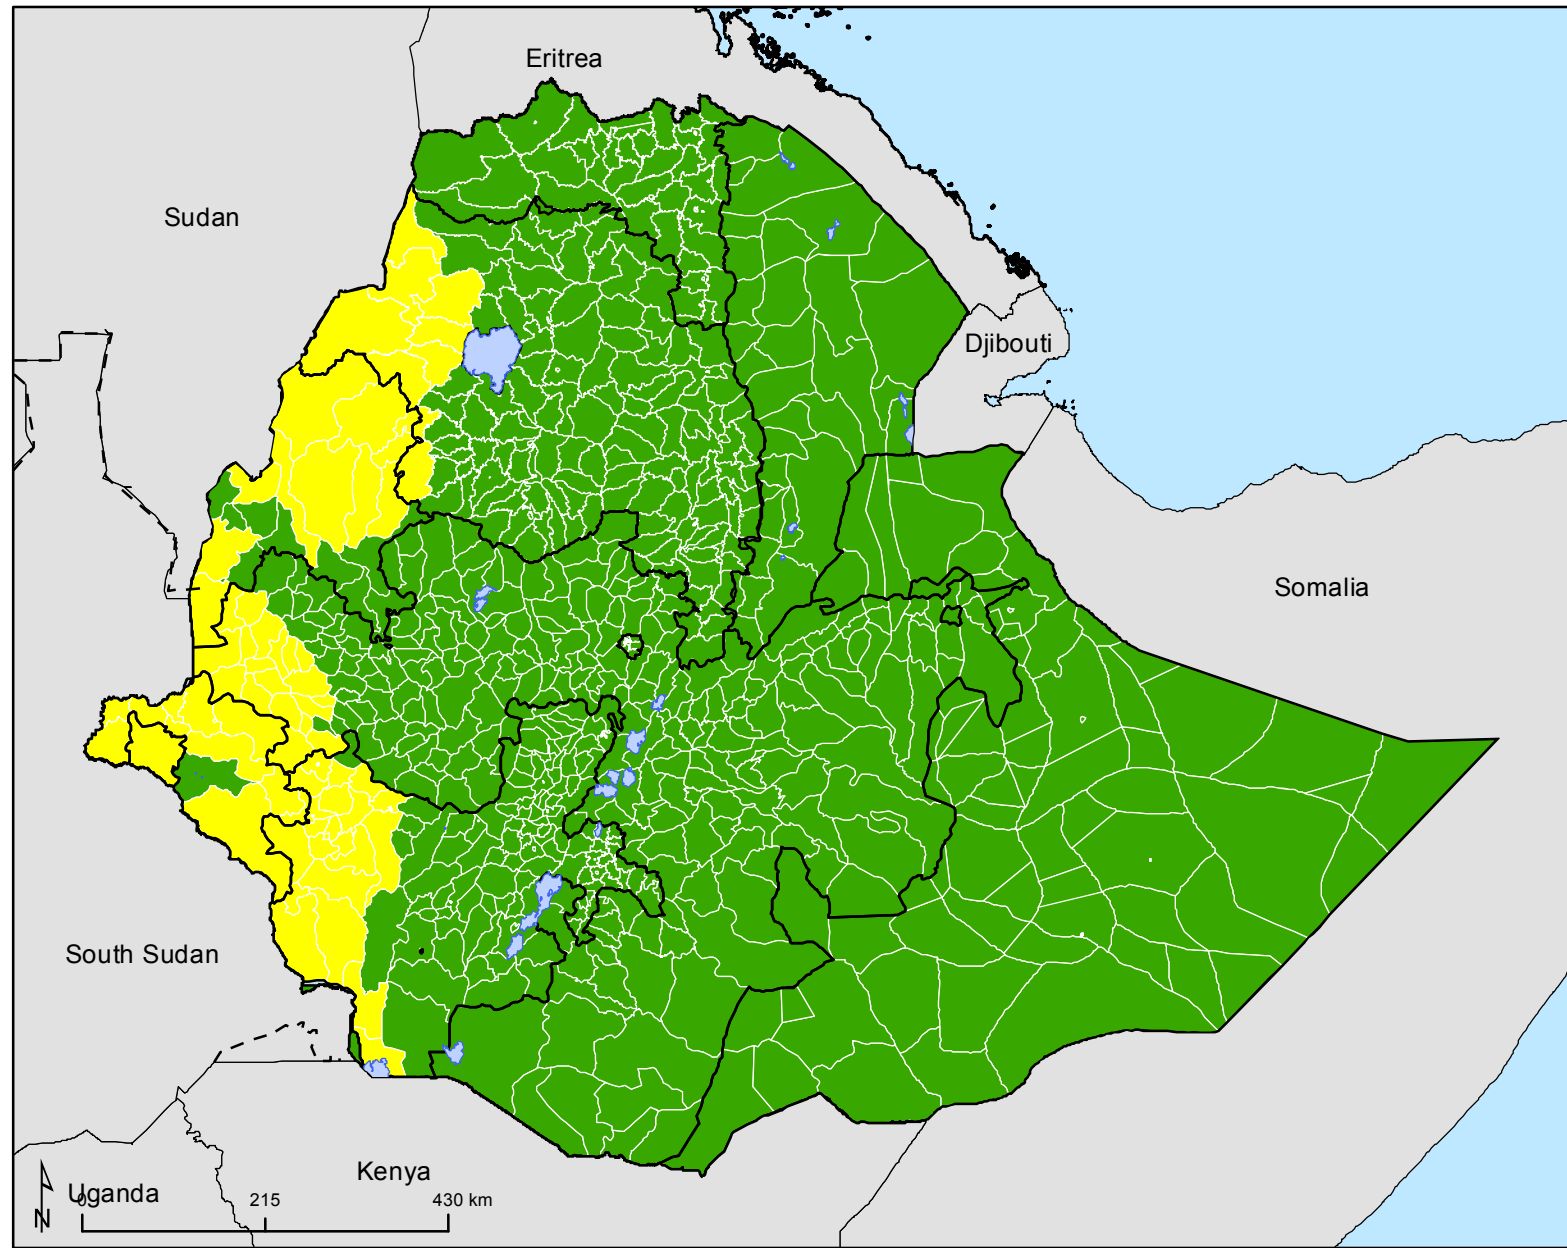 Eritrea
Sudan
Djibouti
Somalia
South Sudan
Kenya
Uganda
0 215 430 km
N